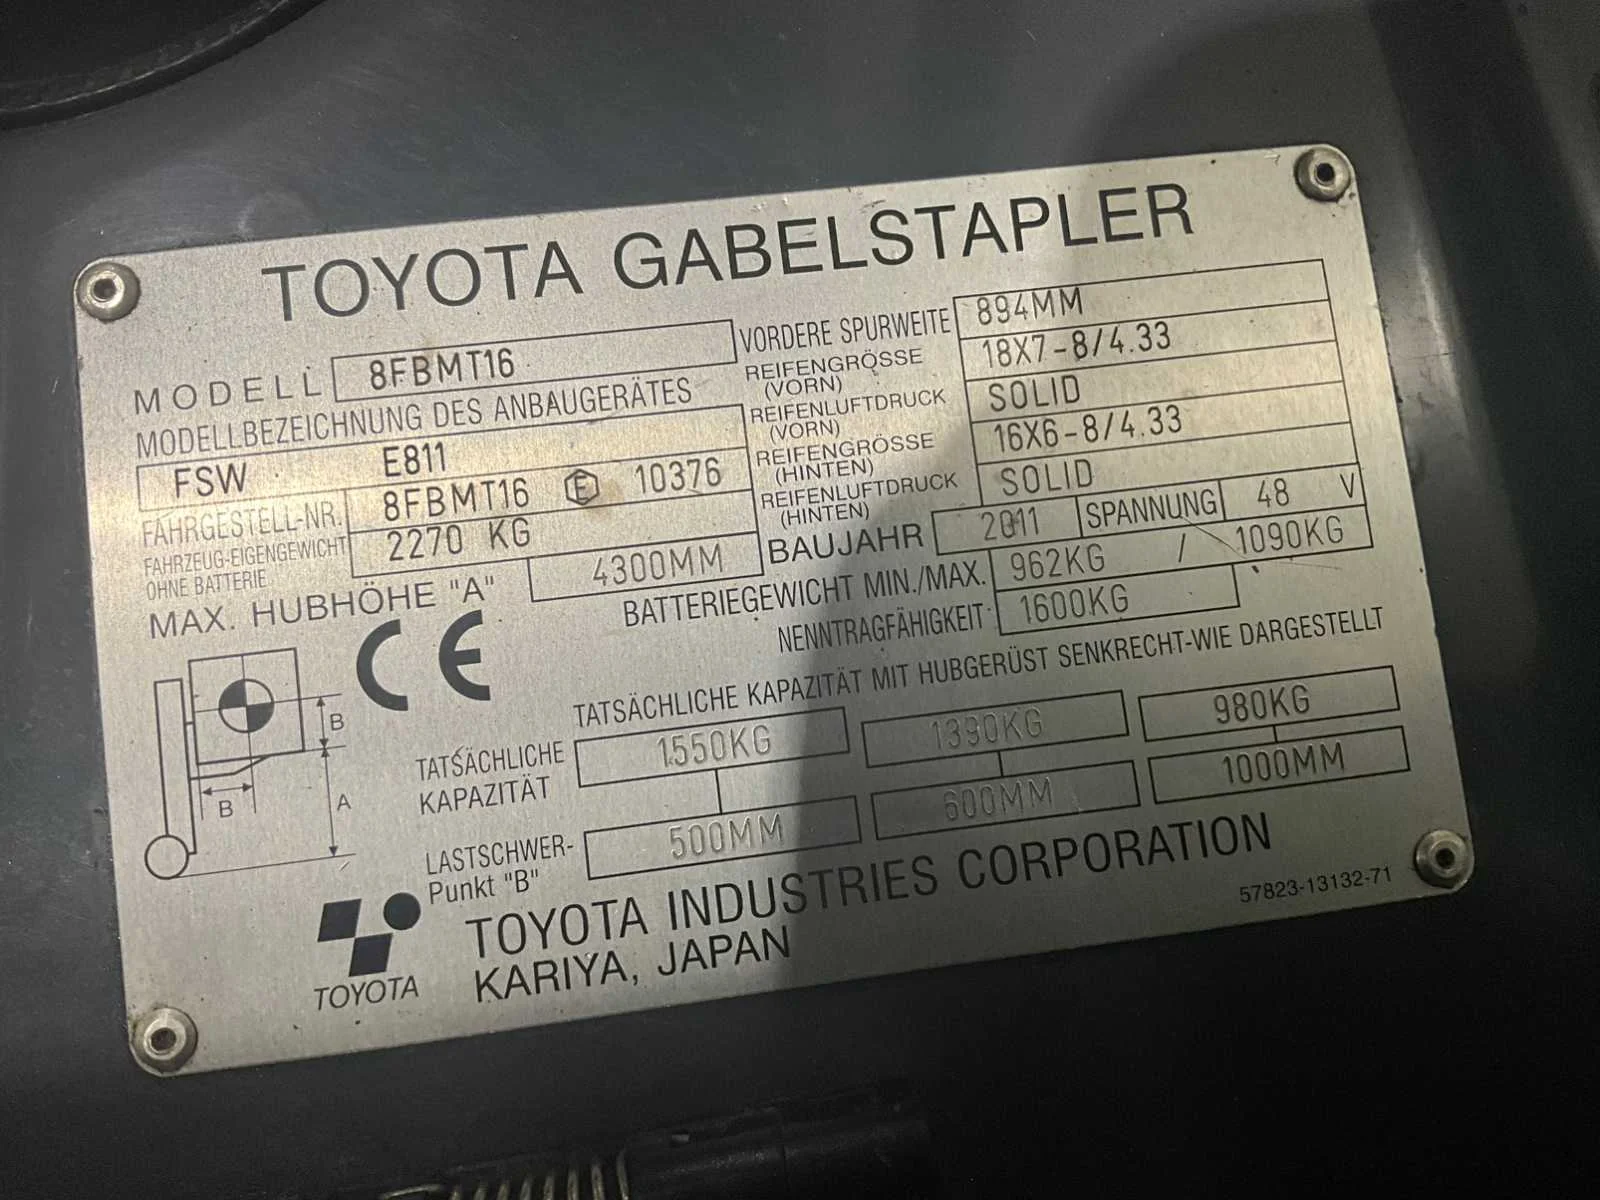 TOYOTA GABELSTAPLER
MODELL 8FBMT16
MODELLBEZEICHNUNG DES ANBAUGERÄTES
FSW E811
FAHRGESTELL-NR. 8FBMT16 E 10376
FAHRZEUG-EIGENGEWICHT
OHNE BATTERIE 2270 KG
MAX. HUBHÖHE "A" 4300MM
VORDERE SPURWEITE 894MM
REIFENGRÖSSE
(VORN) 18X7-8/4.33
REIFENLUFTDRUCK
(VORN) SOLID
REIFENGRÖSSE
(HINTEN) 16X6-8/4.33
REIFENLUFTDRUCK
(HINTEN) SOLID
BAUJAHR 2011 SPANNUNG 48 V
BATTERIEGEWICHT MIN./MAX. 962KG / 1090KG
NENNTRAGFÄHIGKEIT 1600KG
CE
B
B
A
TATSÄCHLICHE KAPAZITÄT MIT HUBGERÜST SENKRECHT-WIE DARGESTELLT
TATSÄCHLICHE
KAPAZITÄT 1550KG 1390KG 980KG
LASTSCHWER-
Punkt "B" 500MM 600MM 1000MM
TOYOTA
TOYOTA INDUSTRIES CORPORATION
KARIYA, JAPAN
57823-13132-71